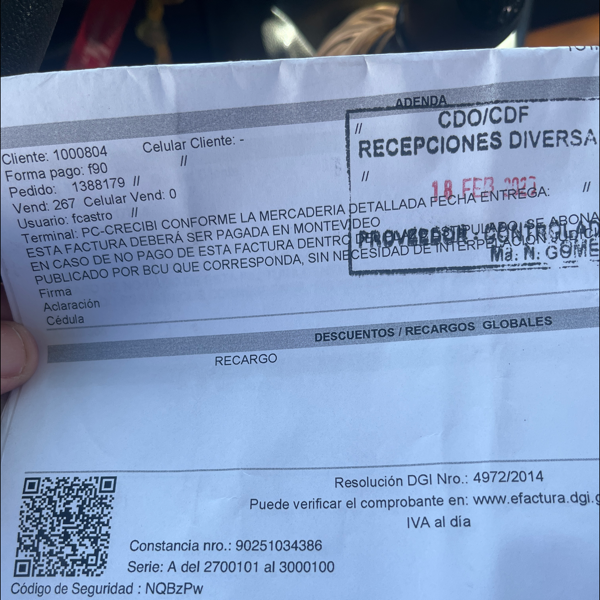 ADENDA
Cliente: 1000804 Celular Cliente: -
Forma pago: f90 //
Pedido: 1388179 //
Vend: 267 Celular Vend: 0
Usuario: fcastro //
Terminal: PC-CRECIBI CONFORME LA MERCADERIA DETALLADA FECHA ENTREGA:
ESTA FACTURA DEBERÁ SER PAGADA EN MONTEVIDEO
EN CASO DE NO PAGO DE ESTA FACTURA DENTRO SE ABONA
PUBLICADO POR BCU QUE CORRESPONDA, SIN NECESIDAD DE INTERPELACION
Firma
Aclaración
Cédula
//
CDO/CDF
RECEPCIONES DIVERSA
//
18 FEB //
PROVEEDOR CONTROLAD
Ma. N. GOME
DESCUENTOS / RECARGOS GLOBALES
RECARGO
Resolución DGI Nro.: 4972/2014
Puede verificar el comprobante en: www.efactura.dgi.g
IVA al día
Constancia nro.: 90251034386
Serie: A del 2700101 al 3000100
Código de Seguridad : NQBzPw